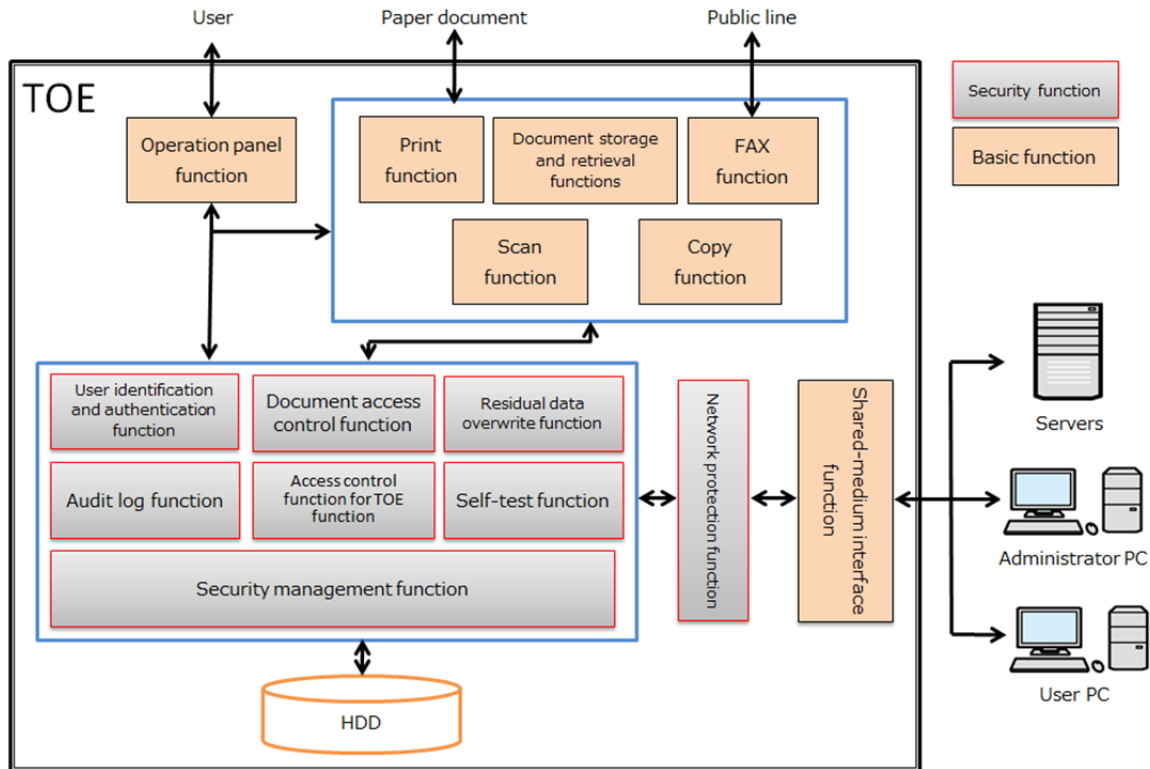 User
Paper document
Public line
TOE
Operation panel
function
Print
function
Document storage
and retrieval
functions
FAX
function
Scan
function
Copy
function
Security function
Basic function
User identification
and authentication
function
Document access
control function
Residual data
overwrite function
Audit log function
Access control
function for TOE
function
Self-test function
Security management function
Network protection function
Shared-medium interface
function
HDD
Servers
Administrator PC
User PC